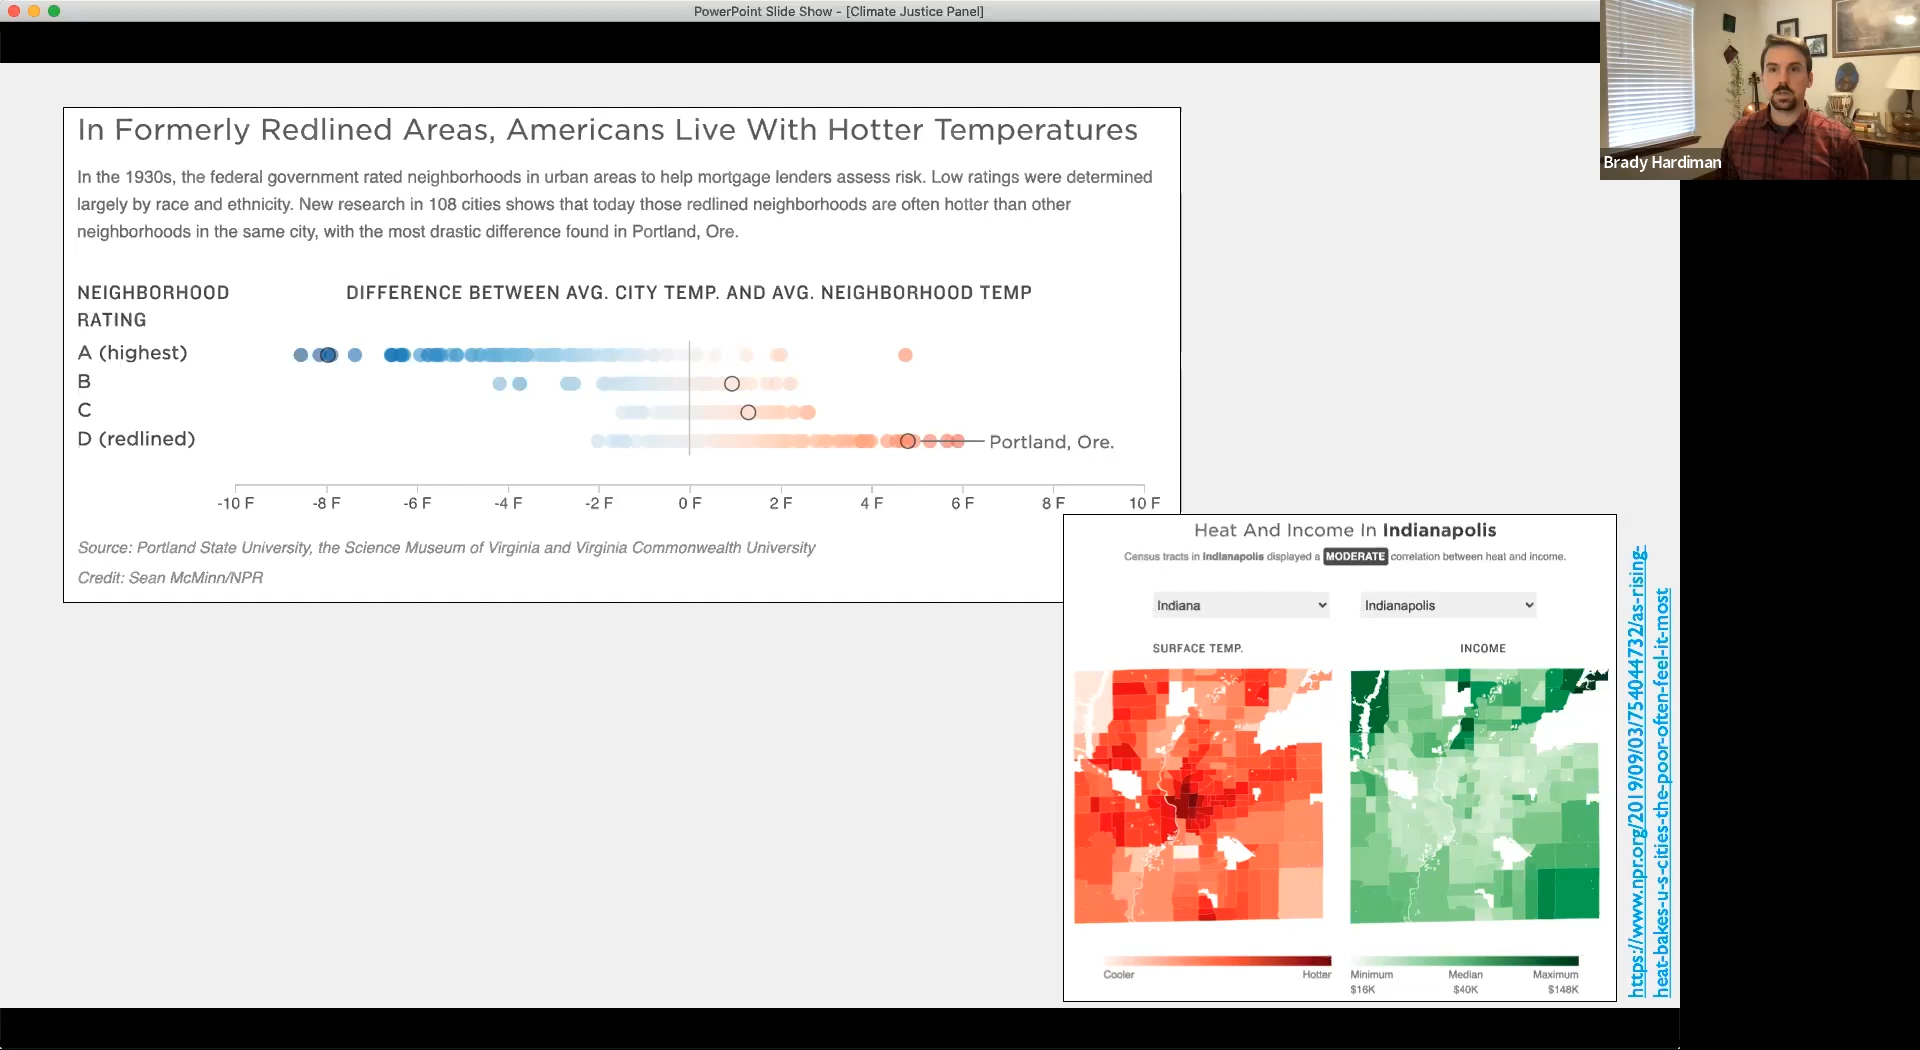 PowerPoint Slide Show - [Climate Justice Panel]
Brady Hardiman
In Formerly Redlined Areas, Americans Live With Hotter Temperatures
In the 1930s, the federal government rated neighborhoods in urban areas to help mortgage lenders assess risk. Low ratings were determined
largely by race and ethnicity. New research in 108 cities shows that today those redlined neighborhoods are often hotter than other
neighborhoods in the same city, with the most drastic difference found in Portland, Ore.
NEIGHBORHOOD
RATING
DIFFERENCE BETWEEN AVG. CITY TEMP. AND AVG. NEIGHBORHOOD TEMP
A (highest)
B
C
D (redlined)
Portland, Ore.
-10 F -8 F -6 F -4 F -2 F 0 F 2 F 4 F 6 F 8 F 10 F
Source: Portland State University, the Science Museum of Virginia and Virginia Commonwealth University
Credit: Sean McMinn/NPR
Heat And Income In Indianapolis
Census tracts in Indianapolis displayed a MODERATE correlation between heat and income.
Indiana Indianapolis
SURFACE TEMP. INCOME
Cooler Hotter
Minimum Median Maximum
$16K $40K $148K
https://www.npr.org/2019/09/03/754044732/as-rising-
heat-bakes-u-s-cities-the-poor-often-feel-it-most